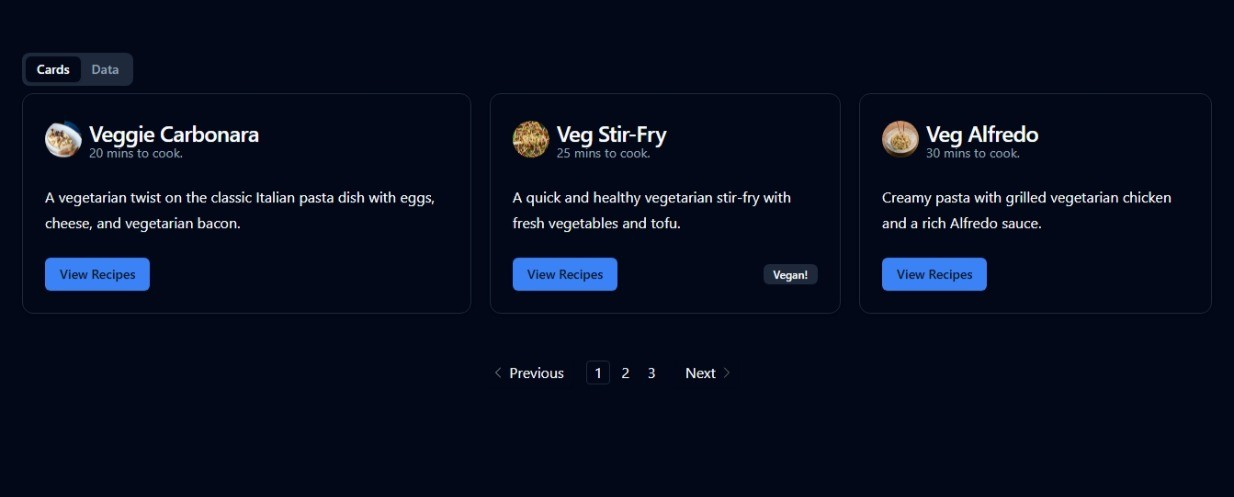 Cards Data
Veggie Carbonara
20 mins to cook.
A vegetarian twist on the classic Italian pasta dish with eggs,
cheese, and vegetarian bacon.
View Recipes
Veg Stir-Fry
25 mins to cook.
A quick and healthy vegetarian stir-fry with
fresh vegetables and tofu.
View Recipes Vegan!
Veg Alfredo
30 mins to cook.
Creamy pasta with grilled vegetarian chicken
and a rich Alfredo sauce.
View Recipes
Previous 1 2 3 Next